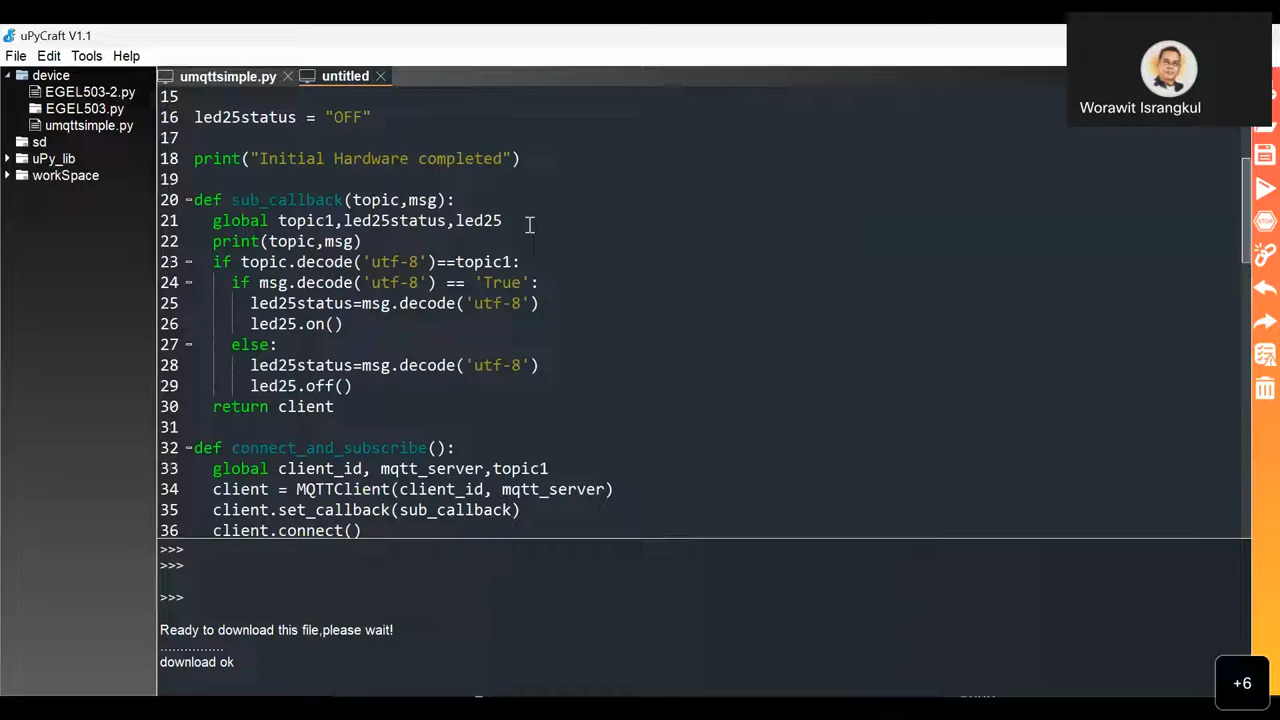 uPyCraft V1.1
File Edit Tools Help
Worawit Israngkul
device
EGEL503-2.py
EGEL503.py
umqttsimple.py
sd
uPy_lib
workSpace
umqttsimple.py untitled
15
16 led25status = "OFF"
17
18 print("Initial Hardware completed")
19
20 def sub_callback(topic,msg):
21 global topic1,led25status,led25
22 print(topic,msg)
23 if topic.decode('utf-8')==topic1:
24 if msg.decode('utf-8') == 'True':
25 led25status=msg.decode('utf-8')
26 led25.on()
27 else:
28 led25status=msg.decode('utf-8')
29 led25.off()
30 return client
31
32 def connect_and_subscribe():
33 global client_id, mqtt_server,topic1
34 client = MQTTClient(client_id, mqtt_server)
35 client.set_callback(sub_callback)
36 client.connect()
>>>
>>>
>>>
Ready to download this file,please wait!
...............
download ok
+6